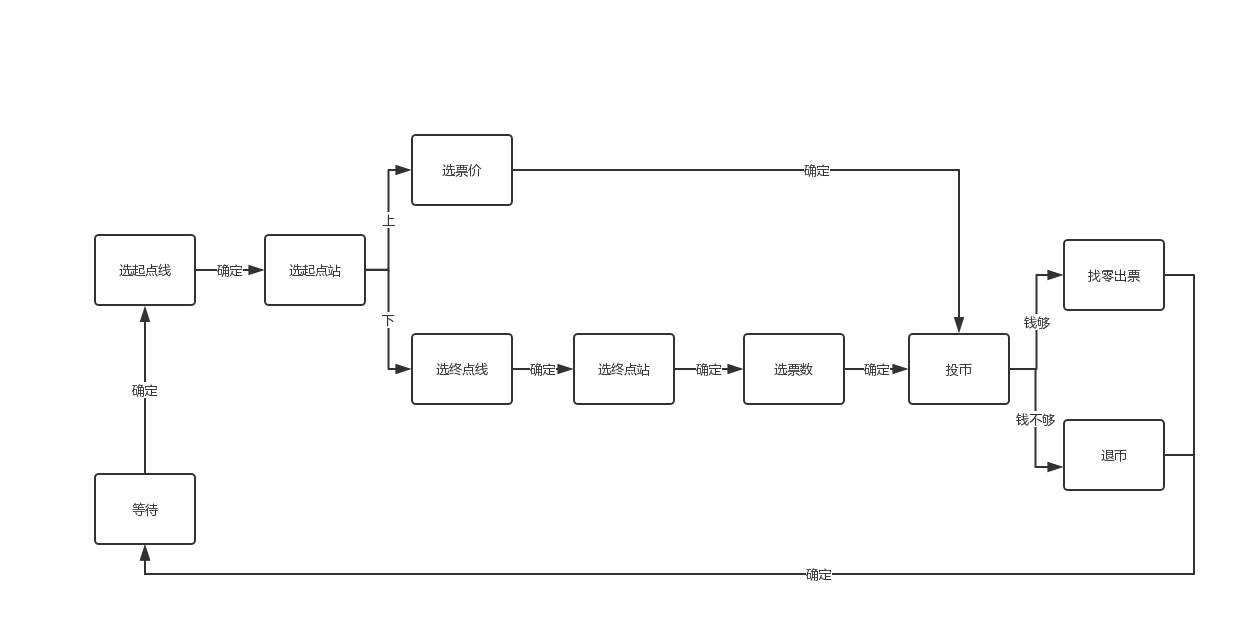 选票价
确定
上
选起点线
确定
选起点站
找零出票
下
钱够
选终点线
确定
选终点站
确定
选票数
确定
投币
确定
钱不够
退币
等待
确定